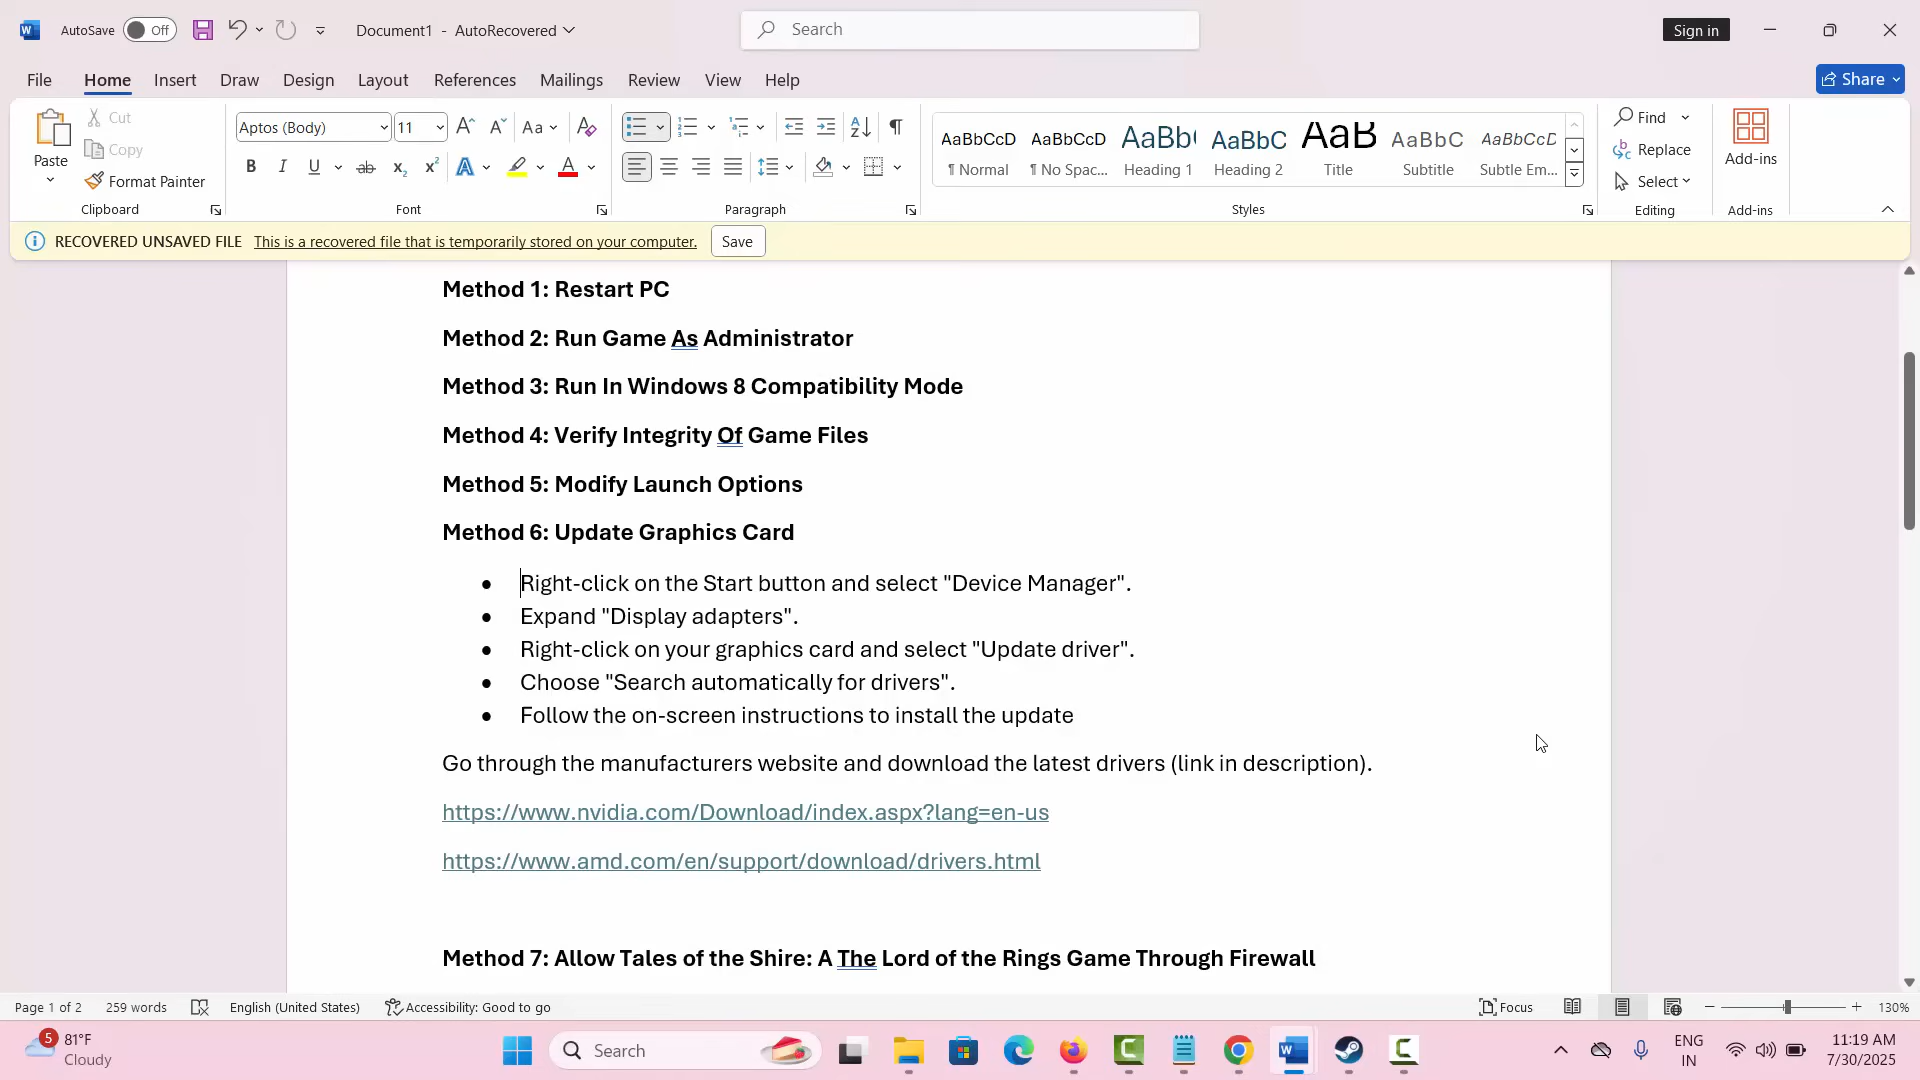 AutoSave Off Document1 - AutoRecovered Search Sign in
File Home Insert Draw Design Layout References Mailings Review View Help Share
Paste Cut Copy Format Painter Clipboard
Aptos (Body) 11 Aa Font
Paragraph
AaBbCcD AaBbCcD AaBb( AaBbC AaB AaBbC AaBbCcD
¶ Normal ¶ No Spac... Heading 1 Heading 2 Title Subtitle Subtle Em...
Styles
Find Replace Select Editing
Add-ins Add-ins
RECOVERED UNSAVED FILE This is a recovered file that is temporarily stored on your computer. Save
Method 1: Restart PC
Method 2: Run Game As Administrator
Method 3: Run In Windows 8 Compatibility Mode
Method 4: Verify Integrity Of Game Files
Method 5: Modify Launch Options
Method 6: Update Graphics Card
• Right-click on the Start button and select "Device Manager".
• Expand "Display adapters".
• Right-click on your graphics card and select "Update driver".
• Choose "Search automatically for drivers".
• Follow the on-screen instructions to install the update
Go through the manufacturers website and download the latest drivers (link in description).
https://www.nvidia.com/Download/index.aspx?lang=en-us
https://www.amd.com/en/support/download/drivers.html
Method 7: Allow Tales of the Shire: A The Lord of the Rings Game Through Firewall
Page 1 of 2 259 words English (United States) Accessibility: Good to go Focus 130%
5 81°F Search ENG 11:19 AM
Cloudy IN 7/30/2025